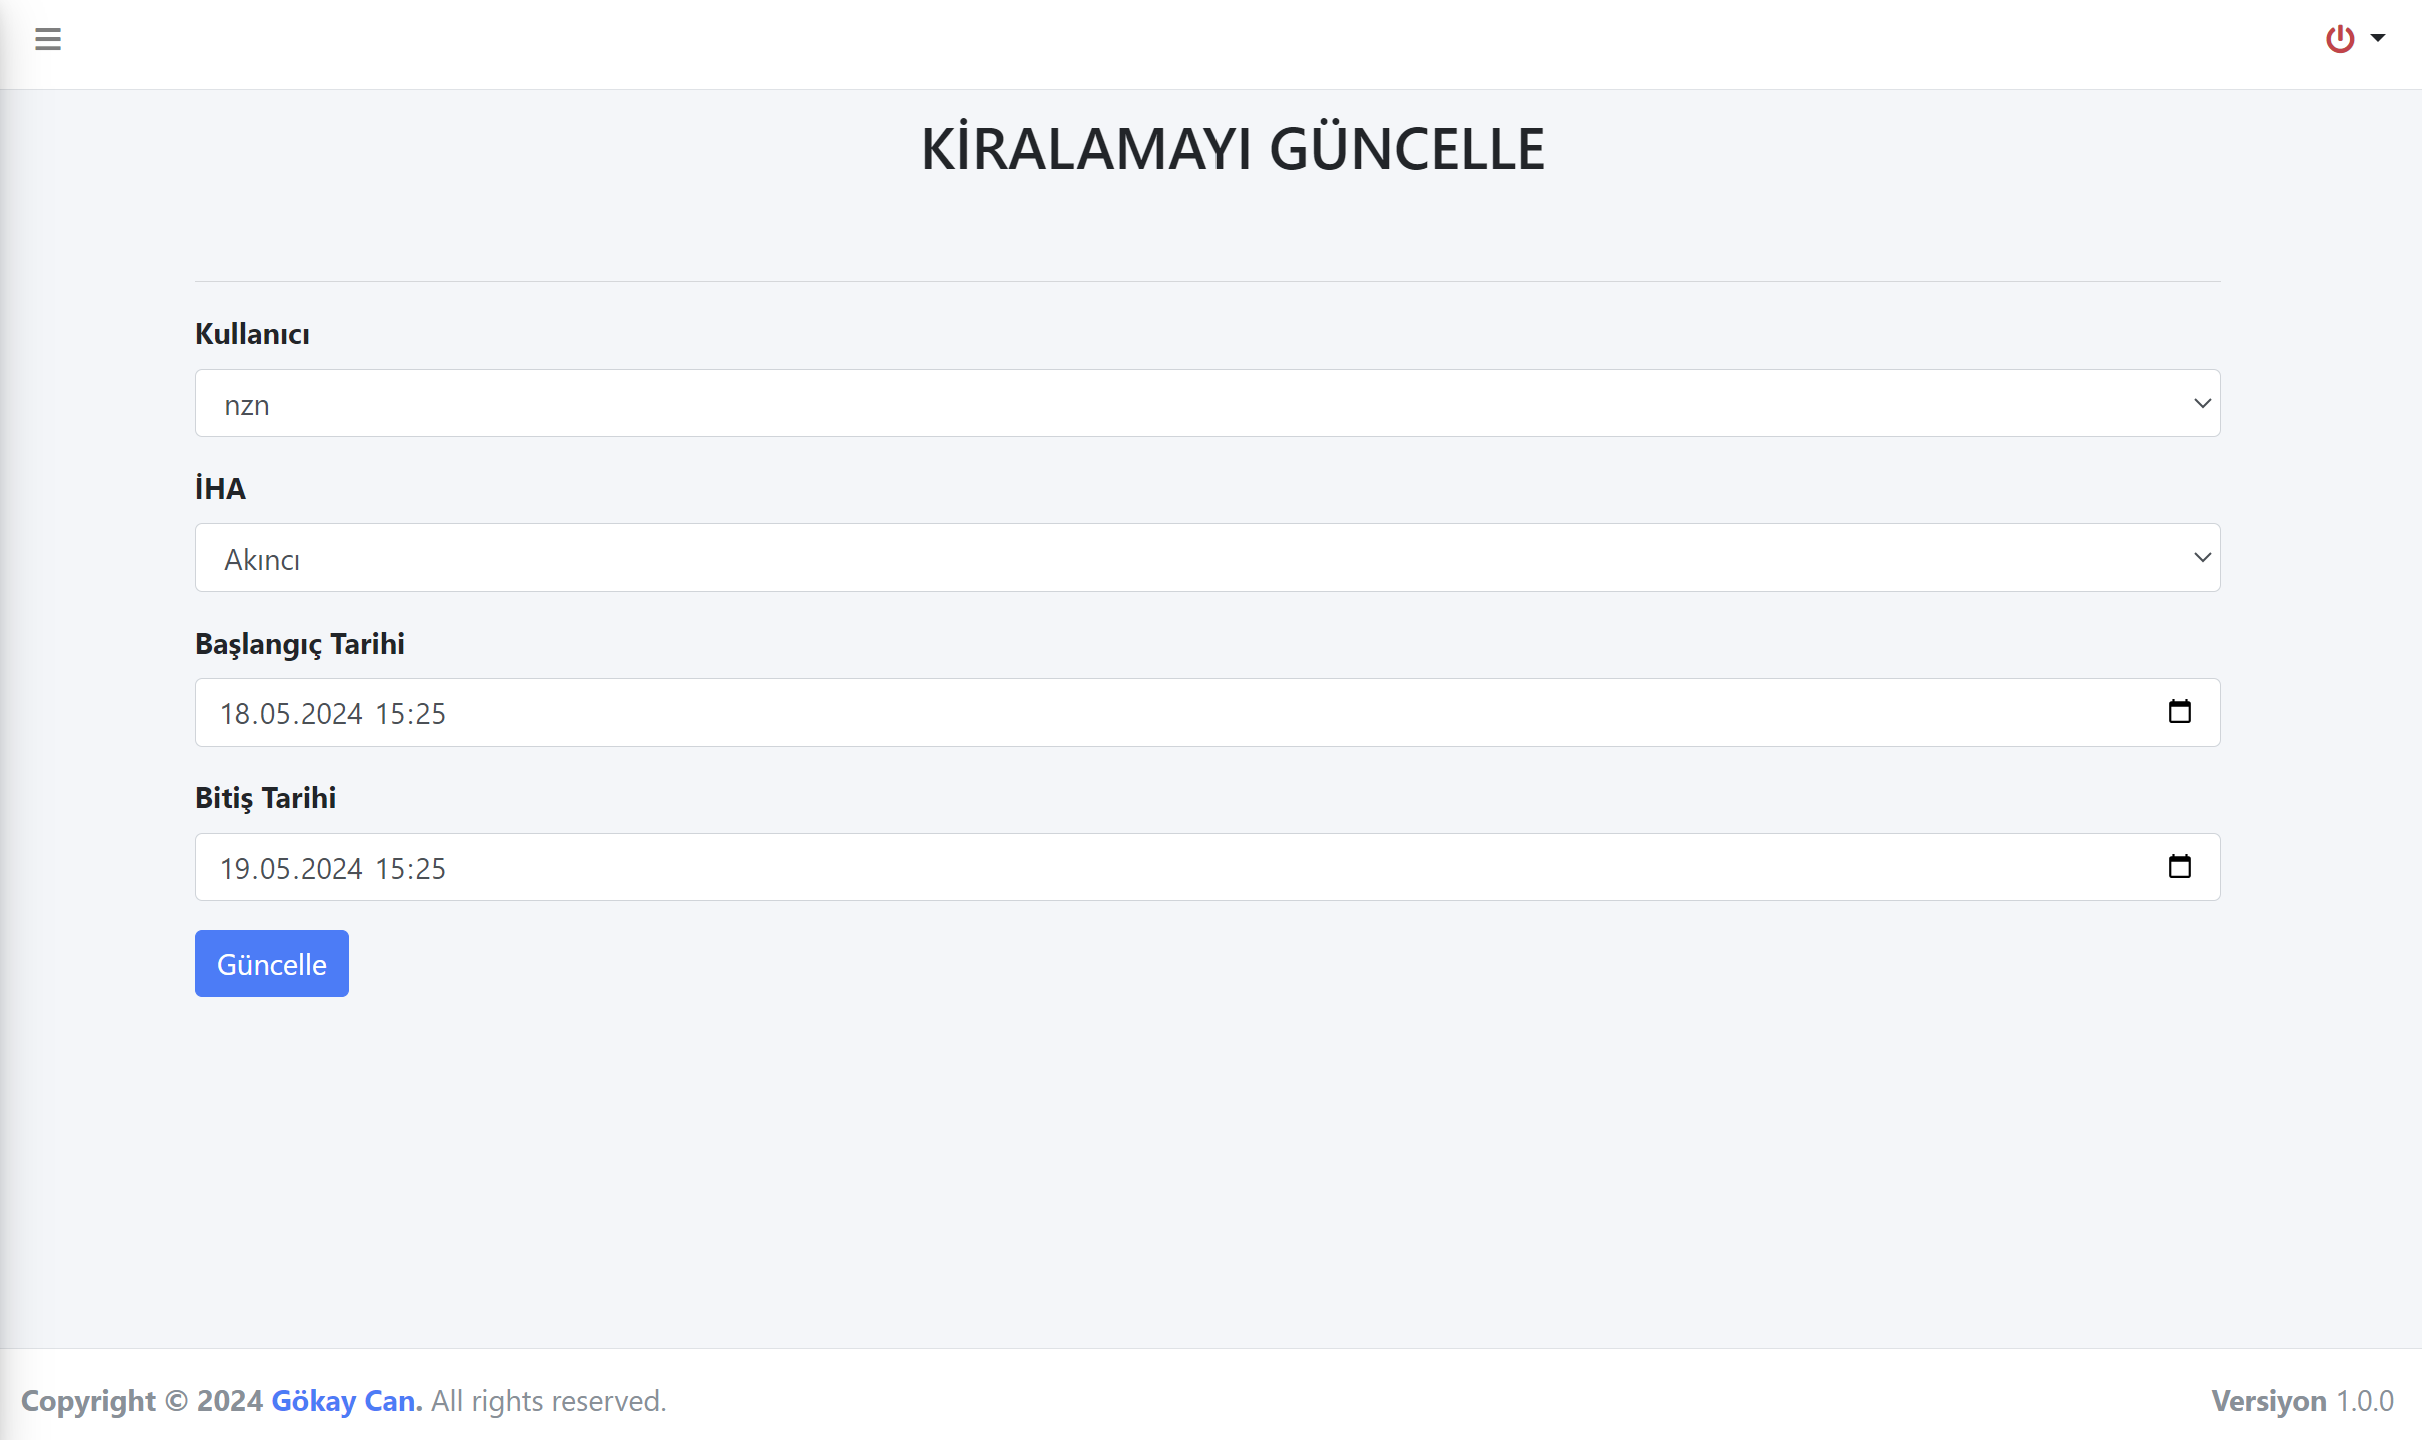 KİRALAMAYI GÜNCELLE
Kullanıcı
nzn
İHA
Akıncı
Başlangıç Tarihi
18.05.2024 15:25
Bitiş Tarihi
19.05.2024 15:25
Güncelle
Copyright © 2024 Gökay Can. All rights reserved.
Versiyon 1.0.0